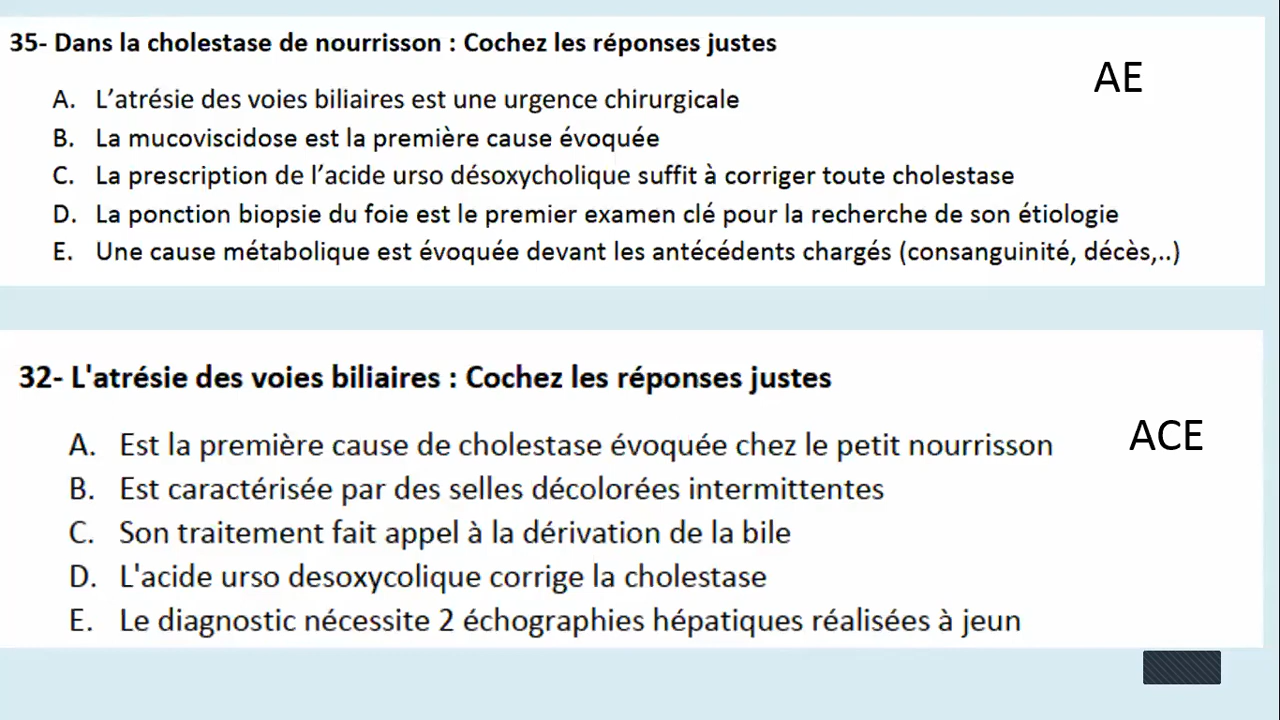 35- Dans la cholestase de nourrisson : Cochez les réponses justes
AE
A. L’atrésie des voies biliaires est une urgence chirurgicale
B. La mucoviscidose est la première cause évoquée
C. La prescription de l’acide urso désoxycholique suffit à corriger toute cholestase
D. La ponction biopsie du foie est le premier examen clé pour la recherche de son étiologie
E. Une cause métabolique est évoquée devant les antécédents chargés (consanguinité, décès,..)
32- L'atrésie des voies biliaires : Cochez les réponses justes
ACE
A. Est la première cause de cholestase évoquée chez le petit nourrisson
B. Est caractérisée par des selles décolorées intermittentes
C. Son traitement fait appel à la dérivation de la bile
D. L'acide urso desoxycolique corrige la cholestase
E. Le diagnostic nécessite 2 échographies hépatiques réalisées à jeun